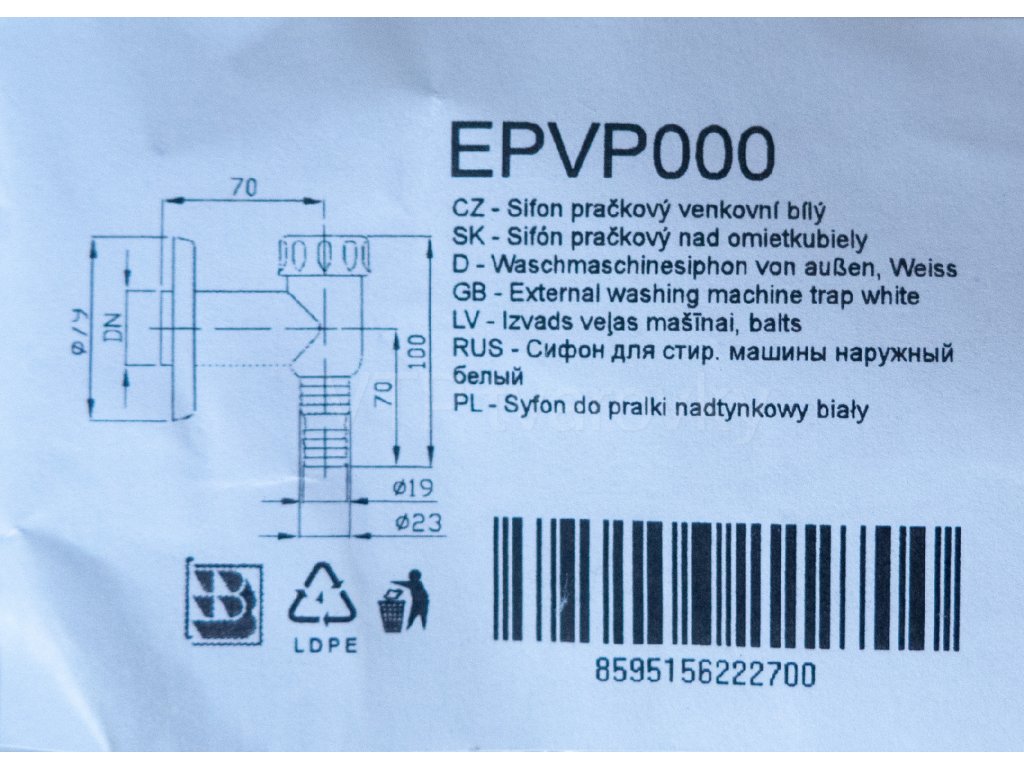 EPVP000
CZ - Sifon pračkový venkovní bílý
SK - Sifón pračkový nad omietkubiely
D - Waschmaschinesiphon von außen, Weiss
GB - External washing machine trap white
LV - Izvads veļas mašīnai, balts
RUS - Сифон для стир. машины наружный
белый
PL - Syfon do pralki nadtynkowy biały
70
ø79
DN
100
70
ø19
ø23
4
LDPE
8595156222700